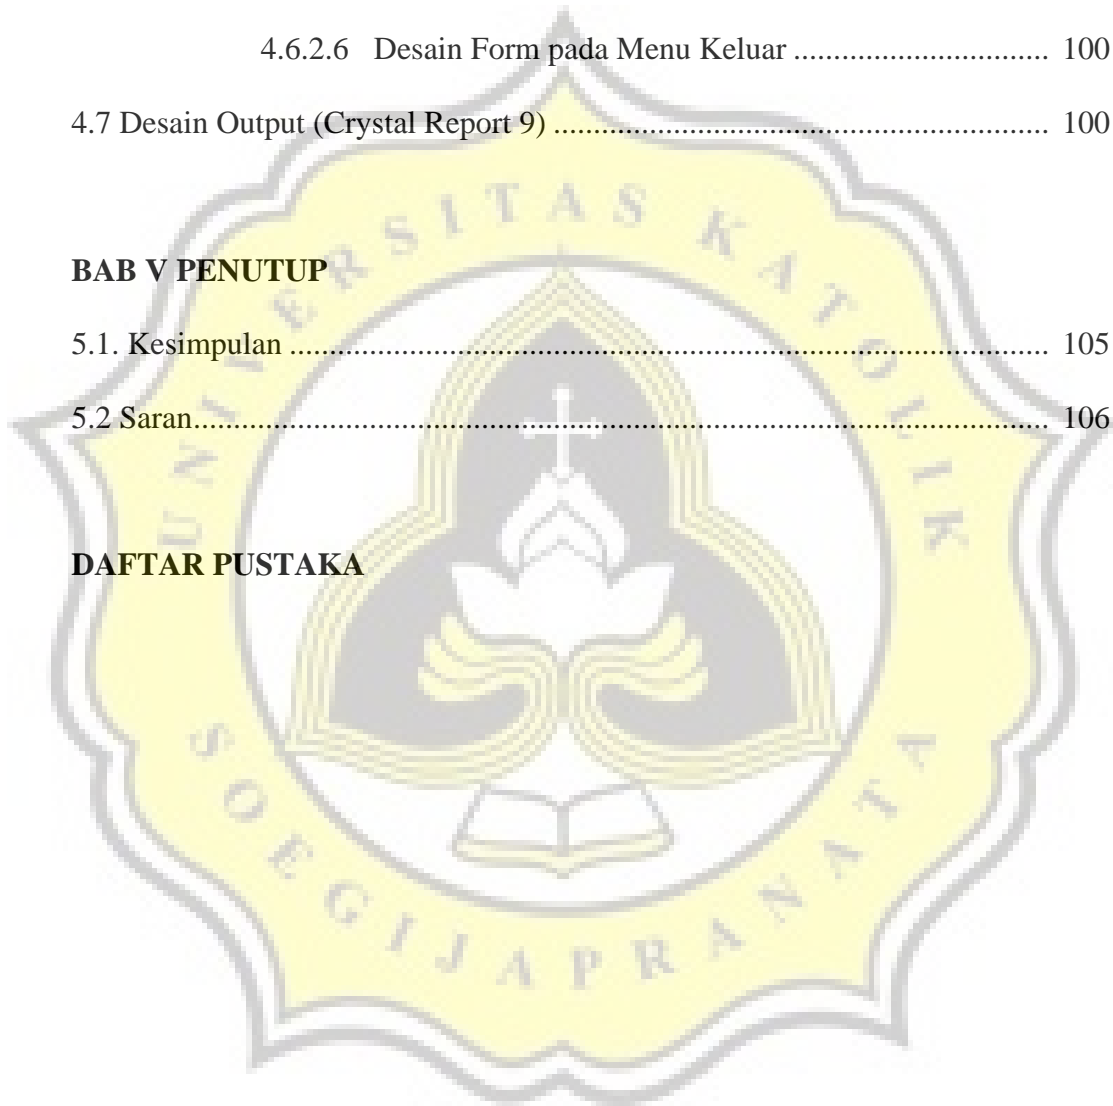 4.6.2.6 Desain Form pada Menu Keluar ................................ 100
4.7 Desain Output (Crystal Report 9) .............................................................. 100
BAB V PENUTUP
5.1. Kesimpulan ............................................................................................... 105
5.2 Saran........................................................................................................... 106
DAFTAR PUSTAKA
UNIVERSITAS KATOLIK
SOEGIJAPRANATA